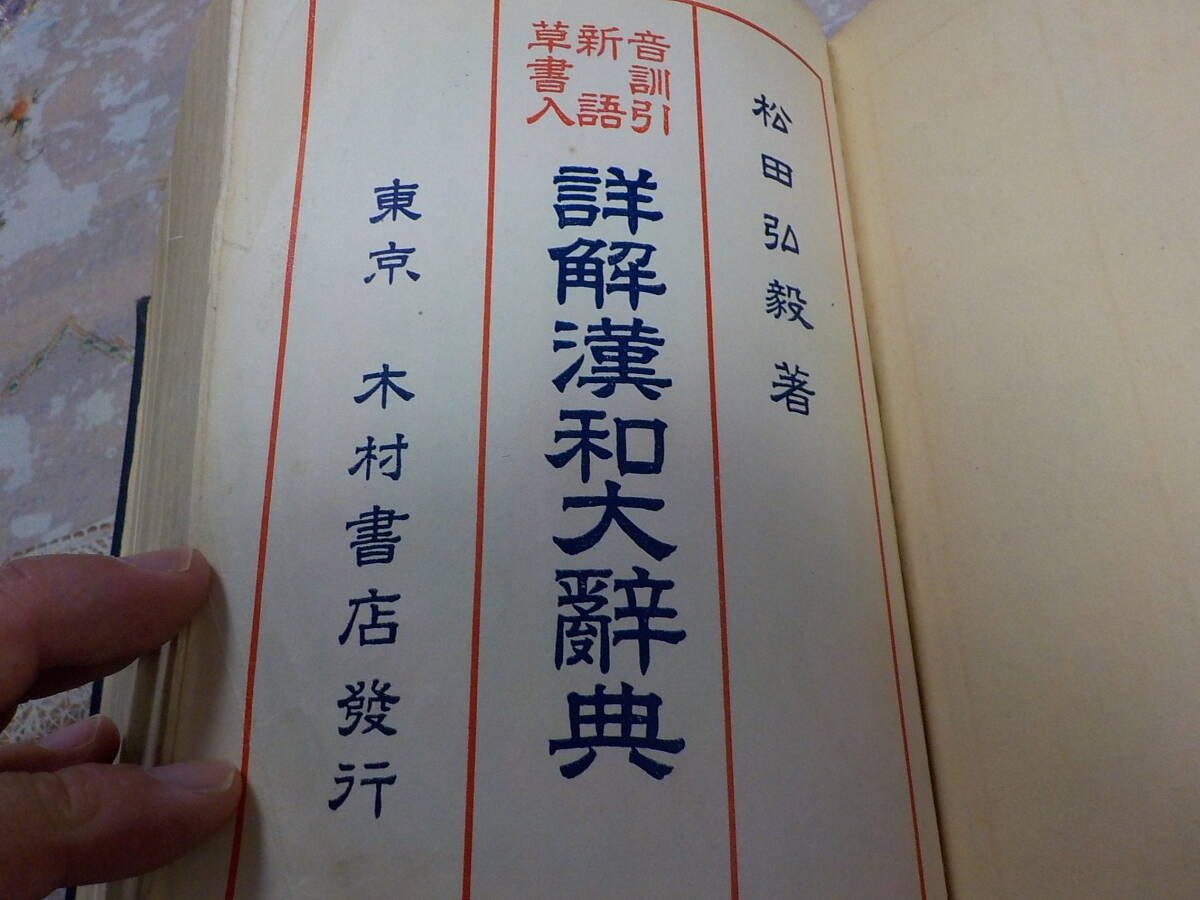 松田弘毅著
音訓引
新語
草書入
詳解漢和大辭典
東京 木村書店發行